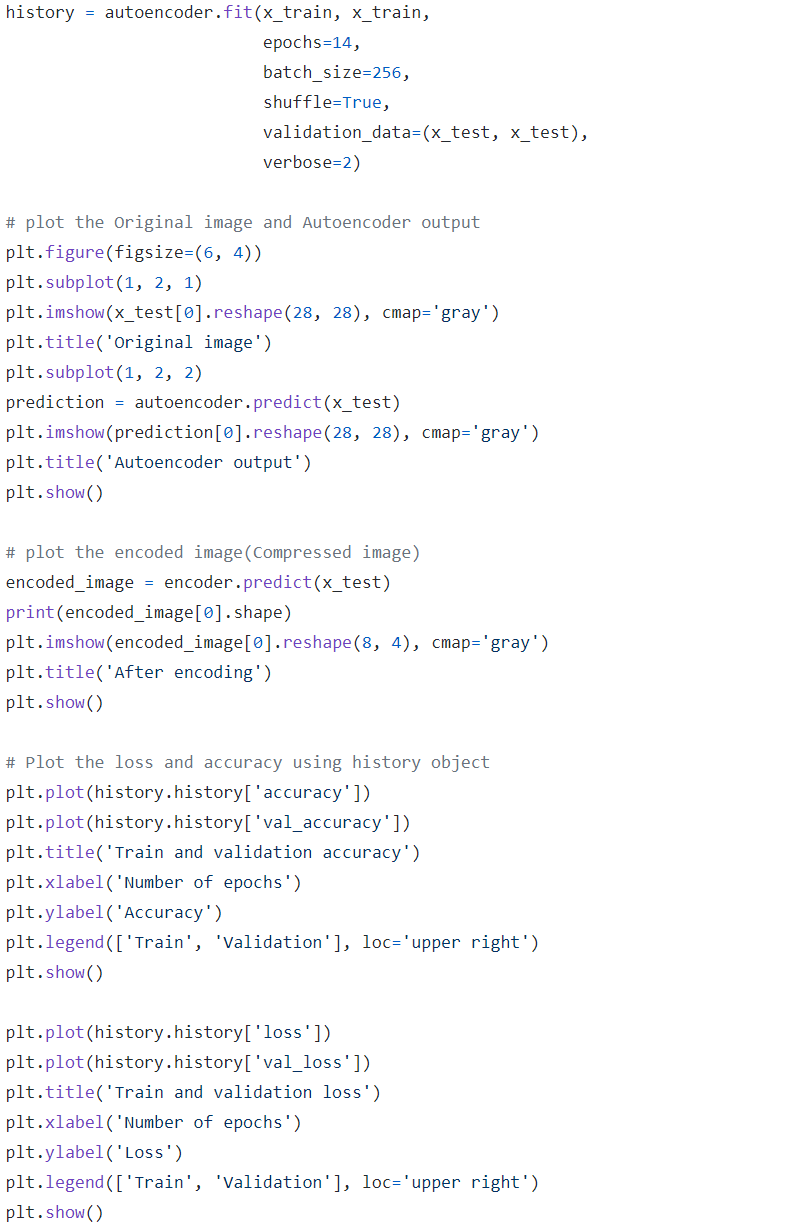 history = autoencoder.fit(x_train, x_train,
                          epochs=14,
                          batch_size=256,
                          shuffle=True,
                          validation_data=(x_test, x_test),
                          verbose=2)

# plot the Original image and Autoencoder output
plt.figure(figsize=(6, 4))
plt.subplot(1, 2, 1)
plt.imshow(x_test[0].reshape(28, 28), cmap='gray')
plt.title('Original image')
plt.subplot(1, 2, 2)
prediction = autoencoder.predict(x_test)
plt.imshow(prediction[0].reshape(28, 28), cmap='gray')
plt.title('Autoencoder output')
plt.show()

# plot the encoded image(Compressed image)
encoded_image = encoder.predict(x_test)
print(encoded_image[0].shape)
plt.imshow(encoded_image[0].reshape(8, 4), cmap='gray')
plt.title('After encoding')
plt.show()

# Plot the loss and accuracy using history object
plt.plot(history.history['accuracy'])
plt.plot(history.history['val_accuracy'])
plt.title('Train and validation accuracy')
plt.xlabel('Number of epochs')
plt.ylabel('Accuracy')
plt.legend(['Train', 'Validation'], loc='upper right')
plt.show()

plt.plot(history.history['loss'])
plt.plot(history.history['val_loss'])
plt.title('Train and validation loss')
plt.xlabel('Number of epochs')
plt.ylabel('Loss')
plt.legend(['Train', 'Validation'], loc='upper right')
plt.show()